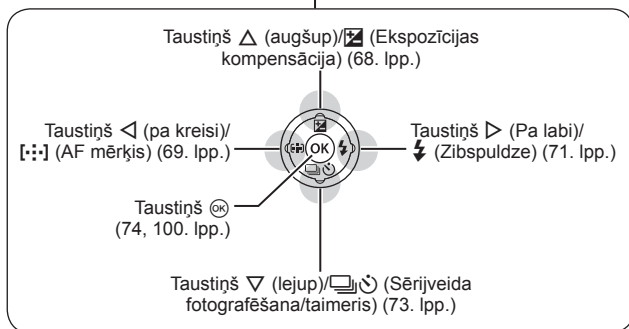 Taustiņš △ (augšup)/ (Ekspozīcijas
kompensācija) (68. lpp.)
Taustiņš ◁ (pa kreisi)/
[·:·] (AF mērķis) (69. lpp.)
OK
Taustiņš ▷ (Pa labi)/
(Zibspuldze) (71. lpp.)
Taustiņš OK
(74, 100. lpp.)
Taustiņš ▽ (lejup)/ (Sērijveida
fotografēšana/taimeris) (73. lpp.)